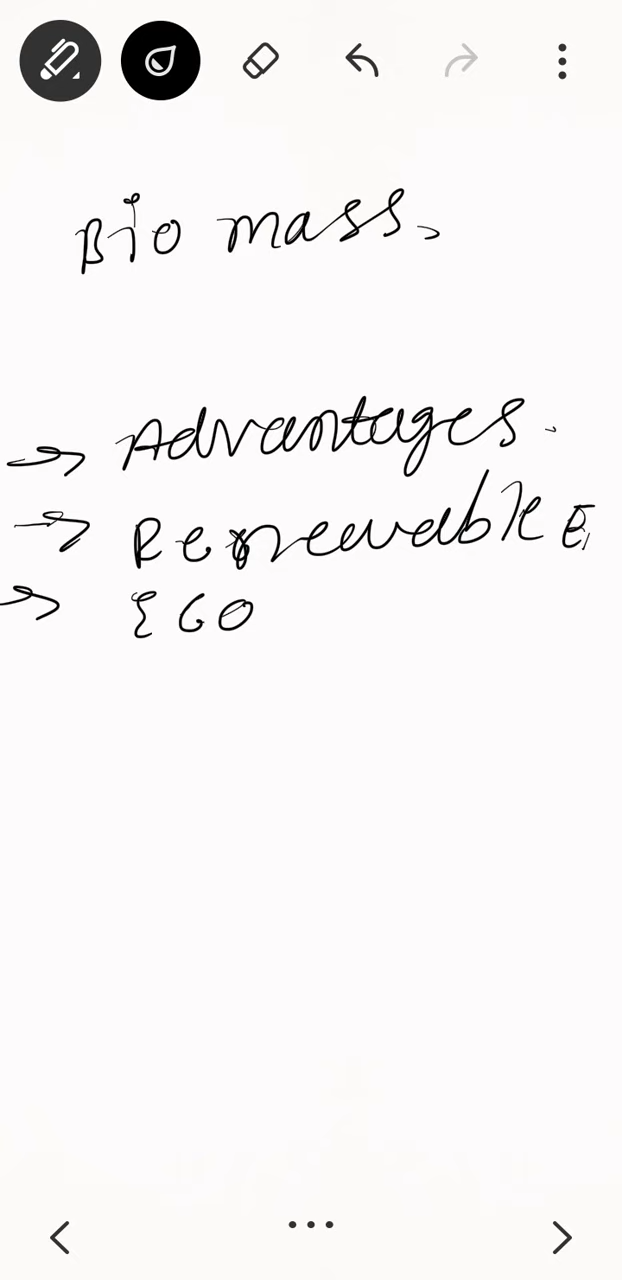 Bio mass.
→ Advantages.
→ Renewable E,
→ ECO